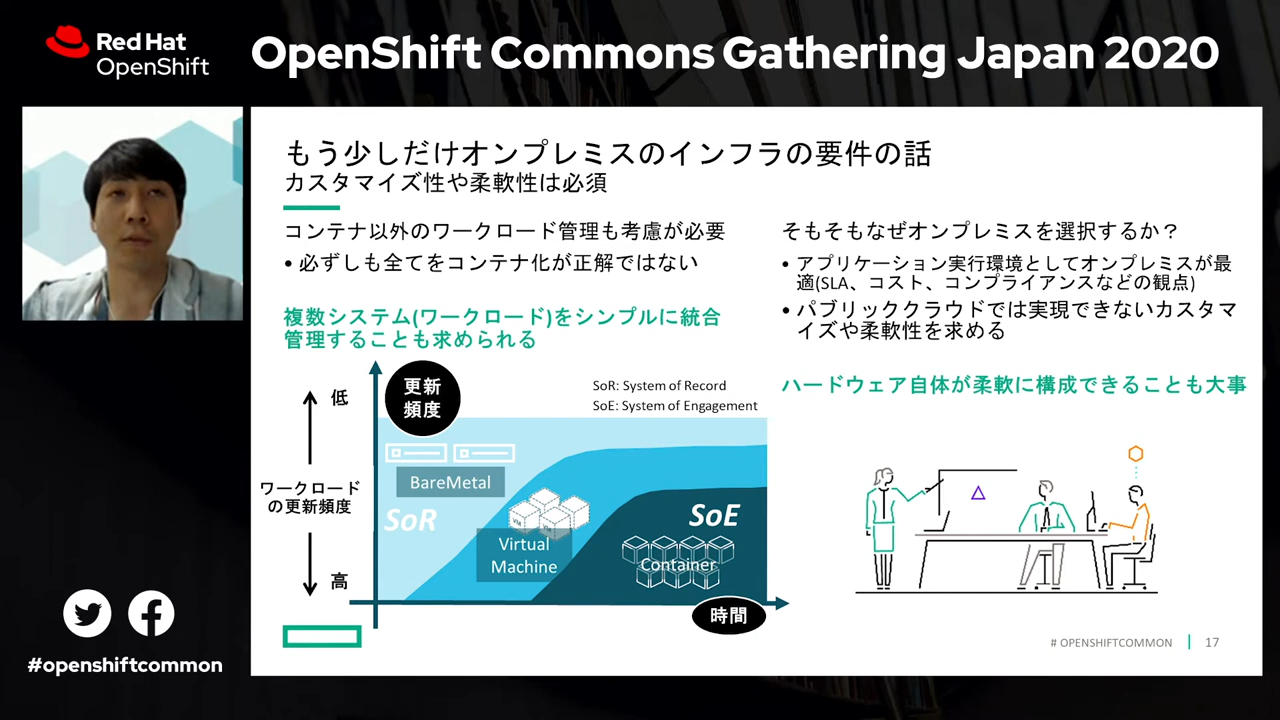 Red Hat
OpenShift
OpenShift Commons Gathering Japan 2020
もう少しだけオンプレミスのインフラの要件の話
カスタマイズ性や柔軟性は必須
コンテナ以外のワークロード管理も考慮が必要
• 必ずしも全てをコンテナ化が正解ではない
複数システム(ワークロード)をシンプルに統合
管理することも求められる
更新
頻度
SoR: System of Record
SoE: System of Engagement
低
ワークロード
の更新頻度
高
BareMetal
SoR
Virtual
Machine
SoE
Container
時間
そもそもなぜオンプレミスを選択するか？
• アプリケーション実行環境としてオンプレミスが最
適(SLA、コスト、コンプライアンスなどの観点)
• パブリッククラウドでは実現できないカスタマ
イズや柔軟性を求める
ハードウェア自体が柔軟に構成できることも大事
# OPENSHIFTCOMMON
17
#openshiftcommon